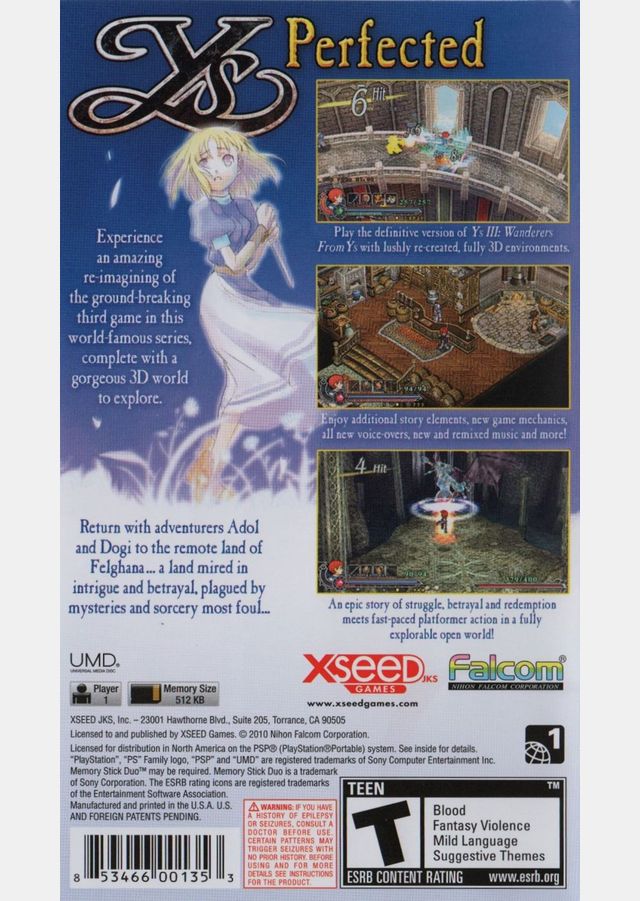 Ys Perfected
6 Hit
257/257
Play the definitive version of Ys III: Wanderers
From Ys with lushly re-created, fully 3D environments.
Experience
an amazing
re-imagining of
the ground-breaking
third game in this
world-famous series,
complete with a
gorgeous 3D world
to explore.
94/94
Enjoy additional story elements, new game mechanics,
all new voice-overs, new and remixed music and more!
4 Hit
Return with adventurers Adol
and Dogi to the remote land of
Felghana... a land mired in
intrigue and betrayal, plagued by
mysteries and sorcery most foul...
An epic story of struggle, betrayal and redemption
meets fast-paced platformer action in a fully
explorable open world!
UMD®
UNIVERSAL MEDIA DISC
Player
1
Memory Size
512 KB
XSEED JKS
GAMES
www.xseedgames.com
Falcom®
NIHON FALCOM CORPORATION
XSEED JKS, Inc. – 23001 Hawthorne Blvd., Suite 205, Torrance, CA 90505
Licensed to and published by XSEED Games. © 2010 Nihon Falcom Corporation.
Licensed for distribution in North America on the PSP® (PlayStation®Portable) system. See inside for details.
"PlayStation", "PS" Family logo, "PSP" and "UMD" are registered trademarks of Sony Computer Entertainment Inc.
Memory Stick Duo™ may be required. Memory Stick Duo is a trademark
of Sony Corporation. The ESRB rating icons are registered trademarks
of the Entertainment Software Association.
Manufactured and printed in the U.S.A. U.S.
AND FOREIGN PATENTS PENDING.
1
WARNING: IF YOU HAVE
A HISTORY OF EPILEPSY
OR SEIZURES, CONSULT A
DOCTOR BEFORE USE.
CERTAIN PATTERNS MAY
TRIGGER SEIZURES WITH
NO PRIOR HISTORY. BEFORE
USING AND FOR MORE
DETAILS SEE INSTRUCTIONS
FOR THE PRODUCT.
TEEN ™
T
Blood
Fantasy Violence
Mild Language
Suggestive Themes
ESRB CONTENT RATING www.esrb.org
8 53466 00135 3